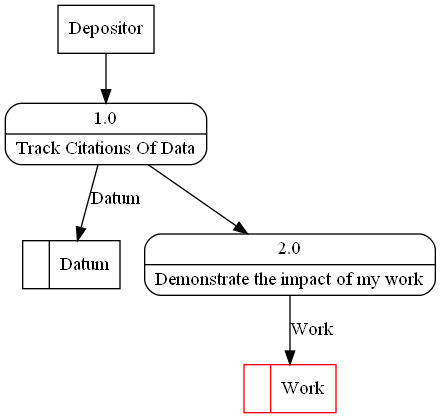 Depositor
1.0
Track Citations Of Data
Datum
Datum
2.0
Demonstrate the impact of my work
Work
Work